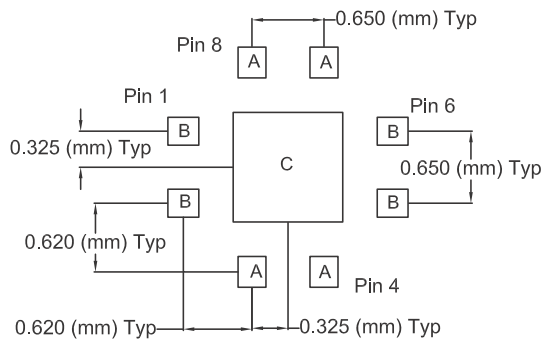 0.650 (mm) Typ
Pin 8
A
A
Pin 1
Pin 6
B
B
0.325 (mm) Typ
C
0.650 (mm) Typ
B
B
0.620 (mm) Typ
A
A
Pin 4
0.620 (mm) Typ
0.325 (mm) Typ